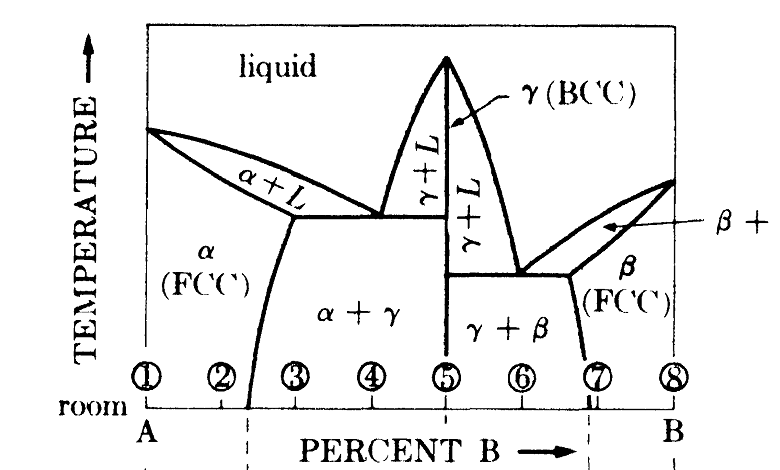 TEMPERATURE
liquid
γ (BCC)
α + L
γ + L
γ + L
β +
α
(FCC)
β
(FCC)
α + γ
γ + β
① ② ③ ④ ⑤ ⑥ ⑦ ⑧
room
A
B
PERCENT B